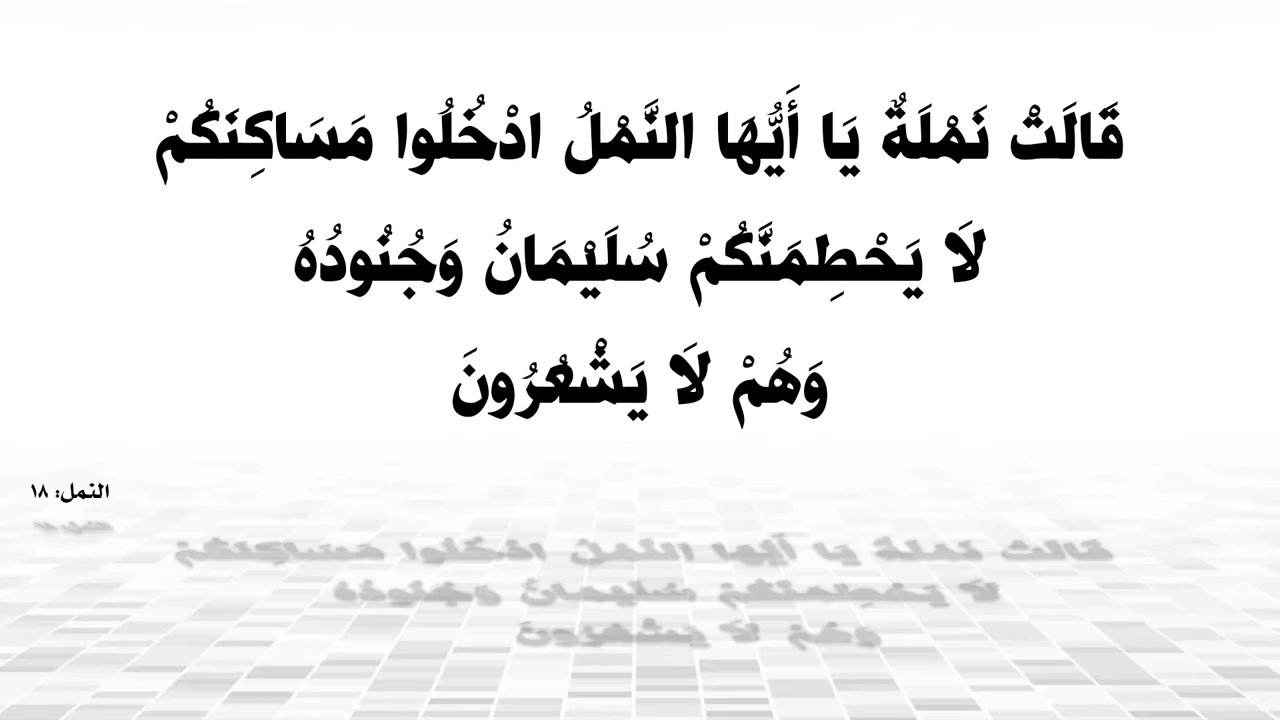 قَالَتْ نَمْلَةٌ يَا أَيُّهَا النَّمْلُ ادْخُلُوا مَسَاكِنَكُمْ
لَا يَحْطِمَنَّكُمْ سُلَيْمَانُ وَجُنُودُهُ
وَهُمْ لَا يَشْعُرُونَ
النمل: ١٨